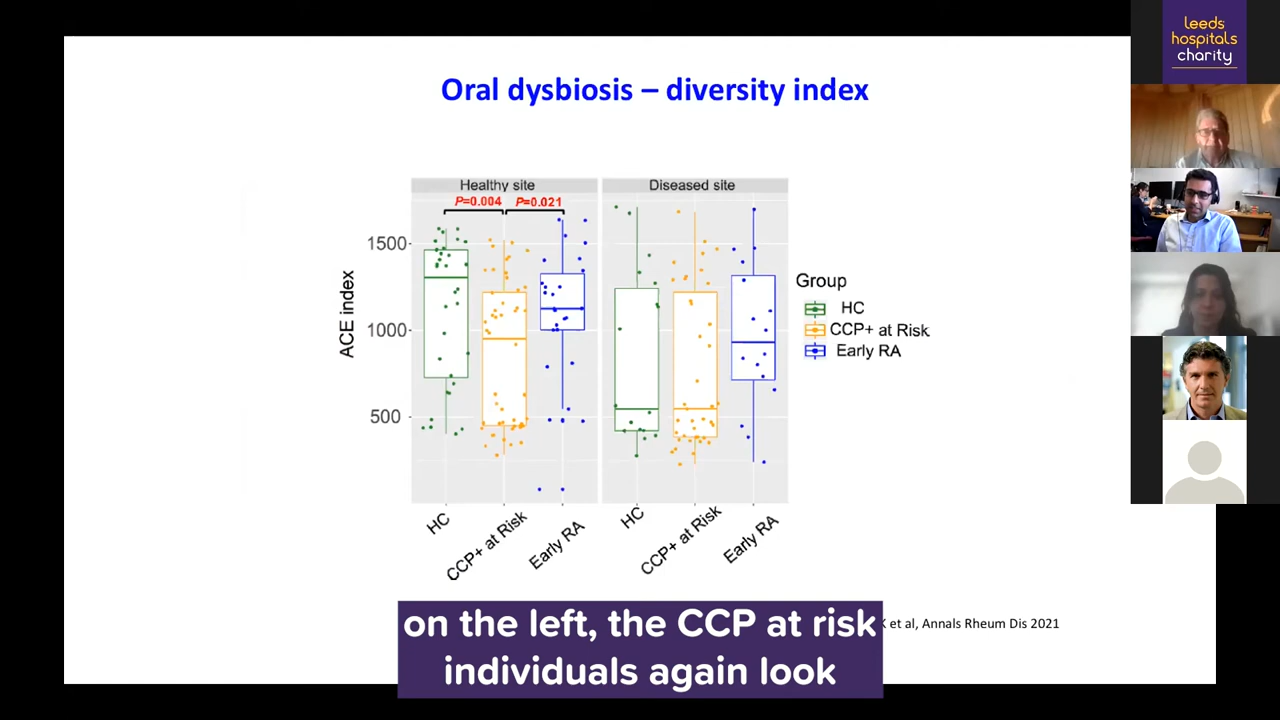 Oral dysbiosis – diversity index
leeds
hospitals
charity
Healthy site
Diseased site
P=0.004
P=0.021
1500
1000
500
ACE index
HC
CCP+ at Risk
Early RA
HC
CCP+ at Risk
Early RA
Group
HC
CCP+ at Risk
Early RA
et al, Annals Rheum Dis 2021
on the left, the CCP at risk
individuals again look